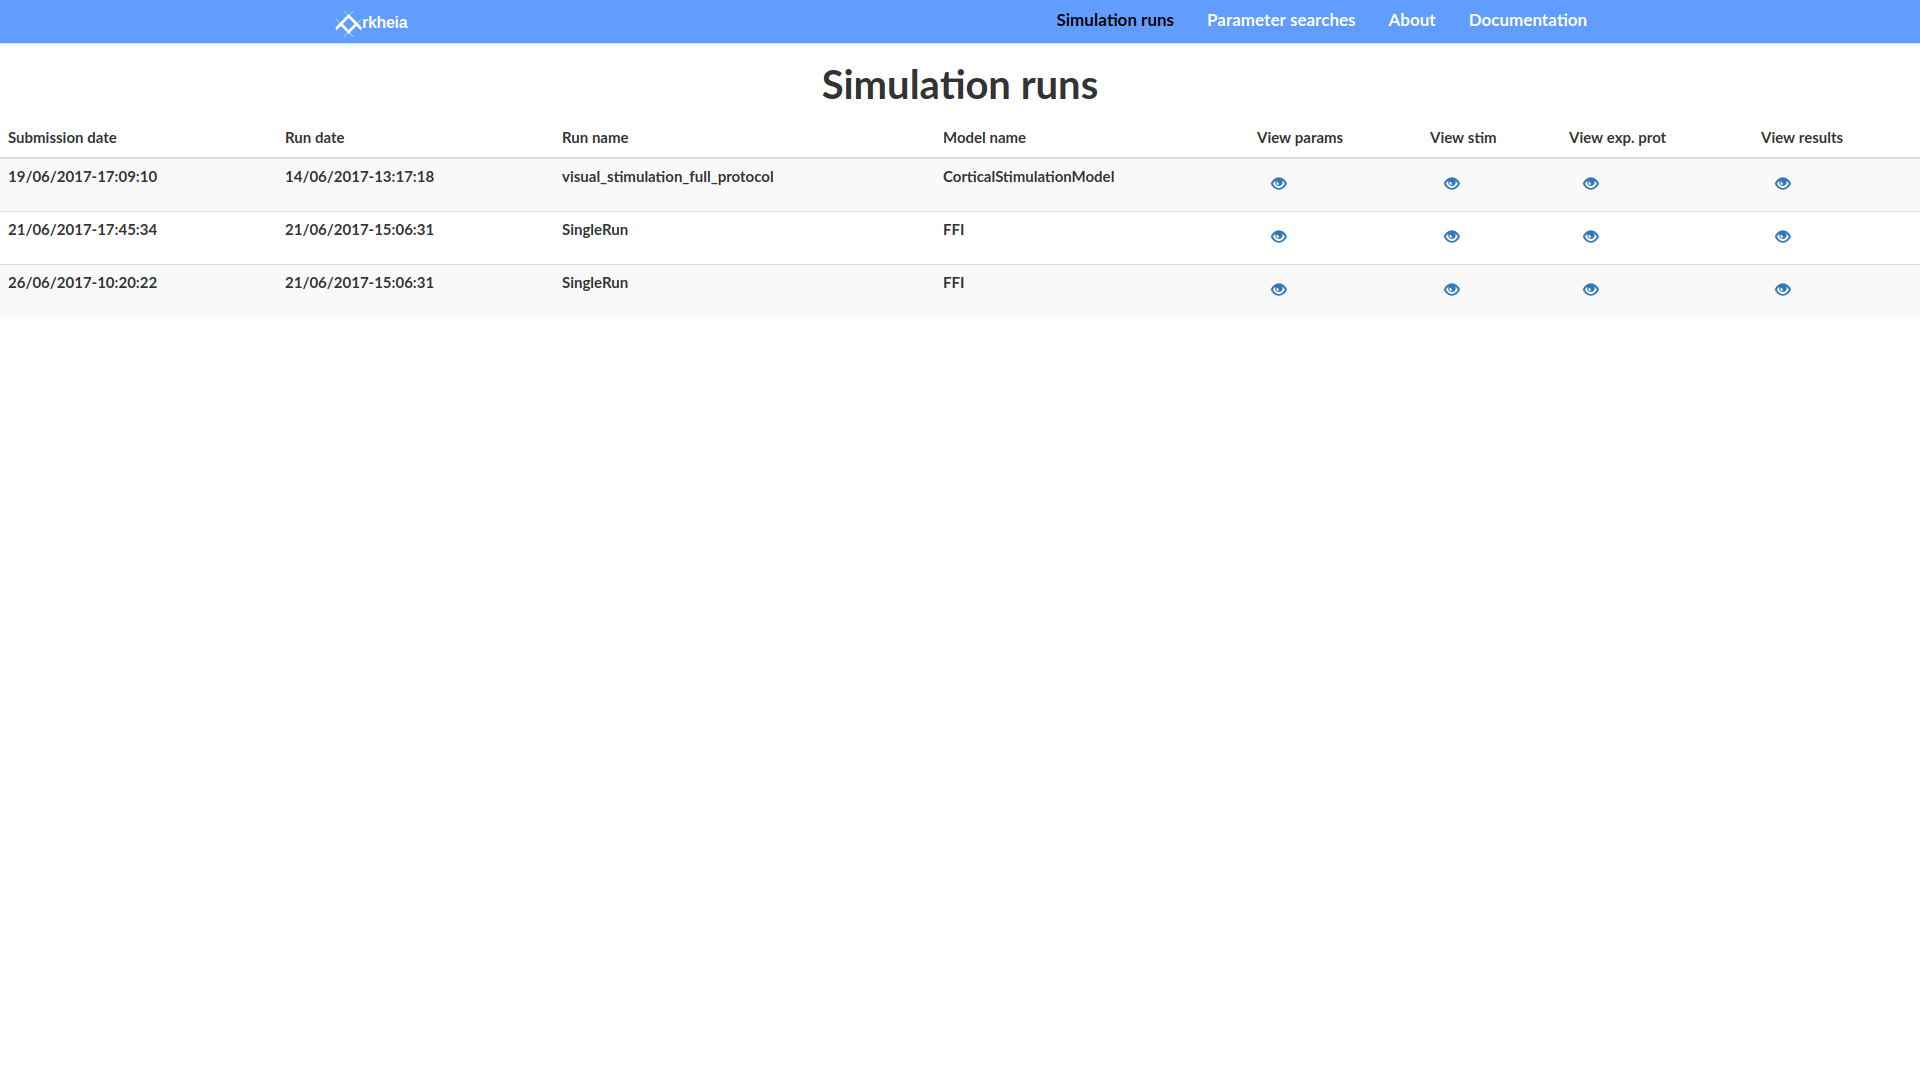 rkheia Simulation runs Parameter searches About Documentation
Simulation runs
Submission date Run date Run name Model name View params View stim View exp. prot View results
19/06/2017-17:09:10 14/06/2017-13:17:18 visual_stimulation_full_protocol CorticalStimulationModel
21/06/2017-17:45:34 21/06/2017-15:06:31 SingleRun FFI
26/06/2017-10:20:22 21/06/2017-15:06:31 SingleRun FFI